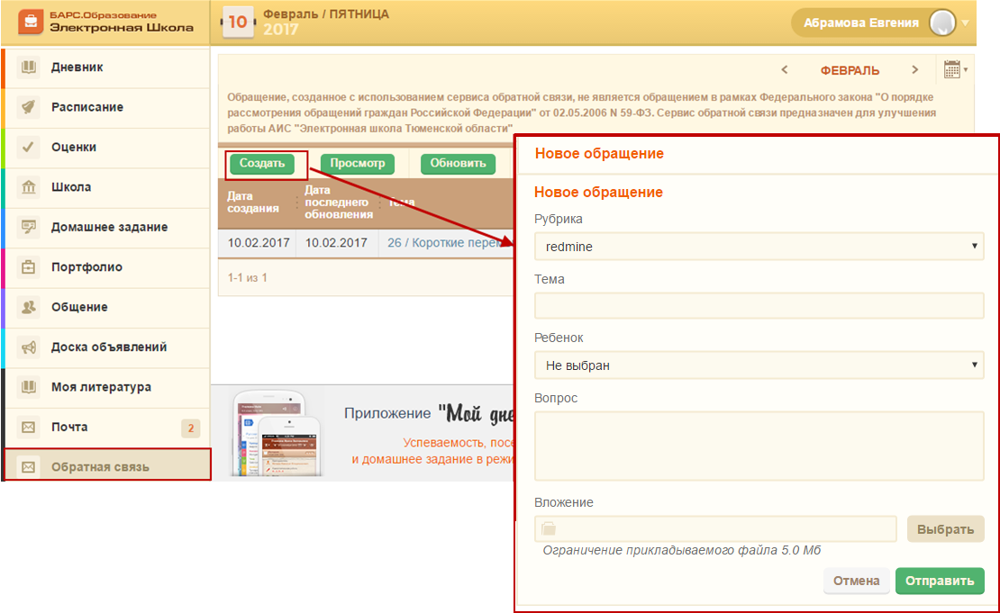 БАРС.Образование
Электронная Школа
10
Февраль / ПЯТНИЦА
2017
Абрамова Евгения
Дневник
Расписание
Оценки
Школа
Домашнее задание
Портфолио
Общение
Доска объявлений
Моя литература
Почта
2
Обратная связь
ФЕВРАЛЬ
Обращение, созданное с использованием сервиса обратной связи, не является обращением в рамках Федерального закона "О порядке
рассмотрения обращений граждан Российской Федерации" от 02.05.2006 N 59-ФЗ. Сервис обратной связи предназначен для улучшения
работы АИС "Электронная школа Тюменской области"
Создать
Просмотр
Обновить
Дата
создания
Дата
последнего
обновления
Тема
10.02.2017
10.02.2017
26 / Короткие перем
1-1 из 1
Приложение "Мой дне
Успеваемость, посе
и домашнее задание в режи
Новое обращение
Новое обращение
Рубрика
redmine
Тема
Ребенок
Не выбран
Вопрос
Вложение
Выбрать
Ограничение прикладываемого файла 5.0 Мб
Отмена
Отправить